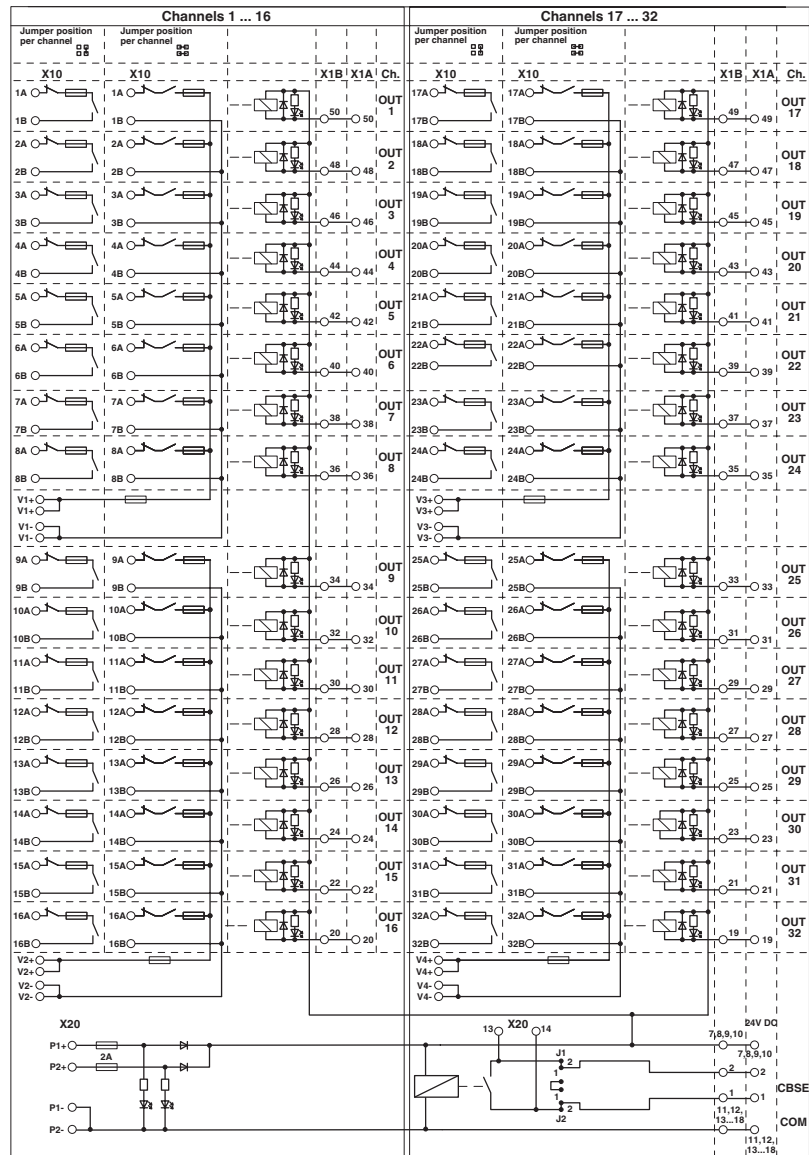 Channels 1 ... 16 Channels 17 ... 32
Jumper position per channel Jumper position per channel Jumper position per channel Jumper position per channel
X10 X10 X1B X1A Ch. X10 X10 X1B X1A Ch.
1A 1A OUT 1 17A 17A OUT 17
1B 1B 50 50 17B 17B 49 49
2A 2A OUT 2 18A 18A OUT 18
2B 2B 48 48 18B 18B 47 47
3A 3A OUT 3 19A 19A OUT 19
3B 3B 46 46 19B 19B 45 45
4A 4A OUT 4 20A 20A OUT 20
4B 4B 44 44 20B 20B 43 43
5A 5A OUT 5 21A 21A OUT 21
5B 5B 42 42 21B 21B 41 41
6A 6A OUT 6 22A 22A OUT 22
6B 6B 40 40 22B 22B 39 39
7A 7A OUT 7 23A 23A OUT 23
7B 7B 38 38 23B 23B 37 37
8A 8A OUT 8 24A 24A OUT 24
8B 8B 36 36 24B 24B 35 35
V1+ V3+
V1+ V3+
V1- V3-
V1- V3-
9A 9A OUT 9 25A 25A OUT 25
9B 9B 34 34 25B 25B 33 33
10A 10A OUT 10 26A 26A OUT 26
10B 10B 32 32 26B 26B 31 31
11A 11A OUT 11 27A 27A OUT 27
11B 11B 30 30 27B 27B 29 29
12A 12A OUT 12 28A 28A OUT 28
12B 12B 28 28 28B 28B 27 27
13A 13A OUT 13 29A 29A OUT 29
13B 13B 26 26 29B 29B 25 25
14A 14A OUT 14 30A 30A OUT 30
14B 14B 24 24 30B 30B 23 23
15A 15A OUT 15 31A 31A OUT 31
15B 15B 22 22 31B 31B 21 21
16A 16A OUT 16 32A 32A OUT 32
16B 16B 20 20 32B 32B 19 19
V2+ V4+
V2+ V4+
V2- V4-
V2- V4-
X20 13 X20 14 24V DC
P1+ 7,8,9,10 7,8,9,10
2A J1
P2+ 2 2 2
1 CBSE
1 1 1
P1- 2 11,12, 13...18
J2 COM
P2- 11,12, 13...18